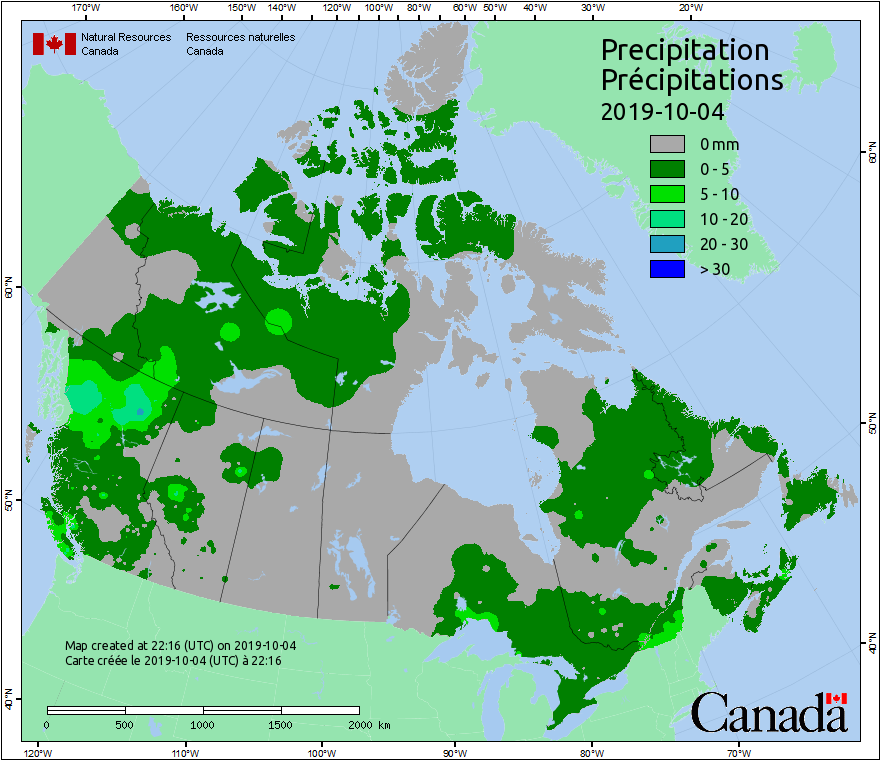 170°W 160°W 150°W 140°W 130°W 120°W 110°W 100°W 90°W 80°W 60°W 50°W 40°W 30°W 20°W
Natural Resources Ressources naturelles
Canada Canada
Precipitation
Précipitations
2019-10-04
0 mm
0 - 5
5 - 10
10 - 20
20 - 30
> 30
60°N
60°N
50°N
50°N
40°N
40°N
Map created at 22:16 (UTC) on 2019-10-04
Carte créée le 2019-10-04 (UTC) à 22:16
0 500 1000 1500 2000 km
Canada
120°W 110°W 100°W 90°W 80°W 70°W